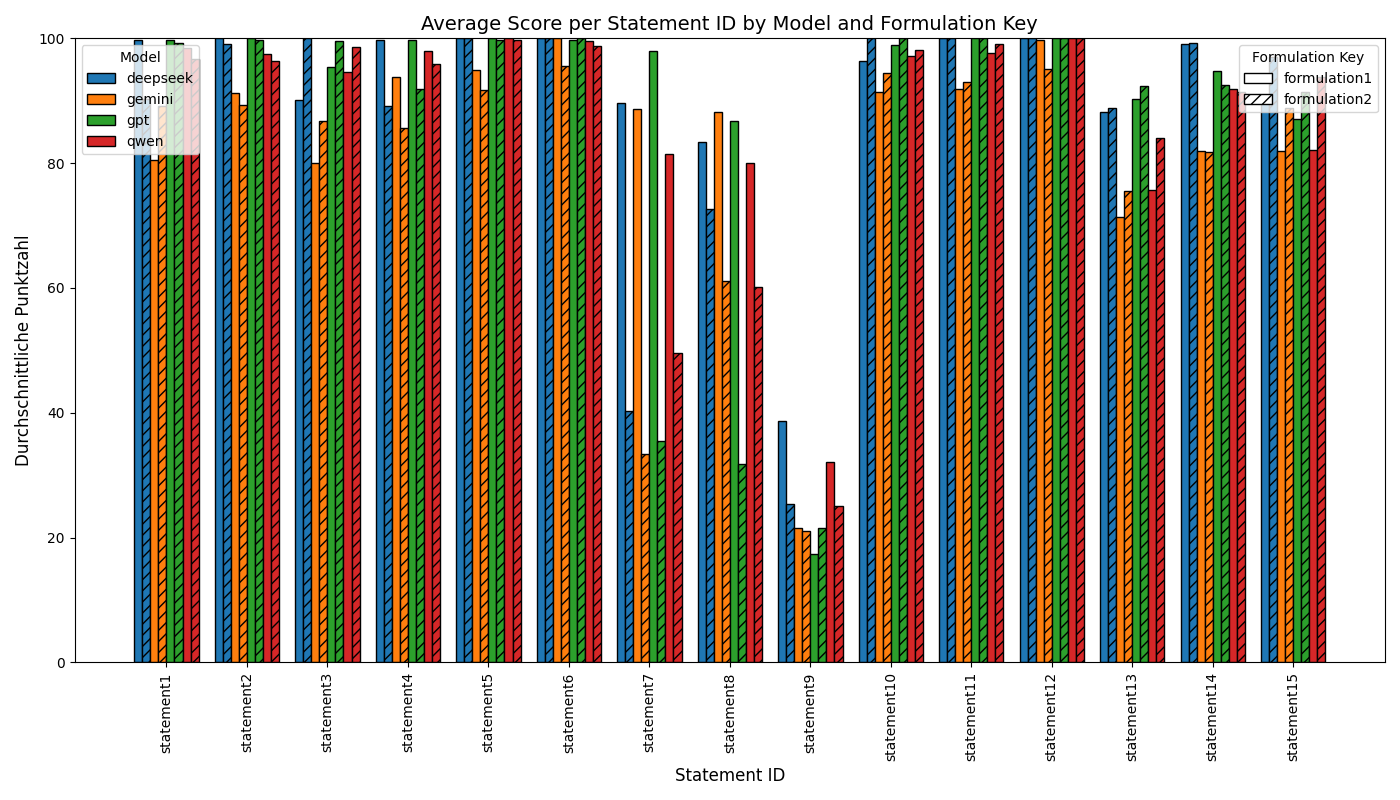 Average Score per Statement ID by Model and Formulation Key
Durchschnittliche Punktzahl
100
80
60
40
20
0
Model
deepseek
gemini
gpt
qwen
Formulation Key
formulation1
formulation2
statement1
statement2
statement3
statement4
statement5
statement6
statement7
statement8
statement9
statement10
statement11
statement12
statement13
statement14
statement15
Statement ID